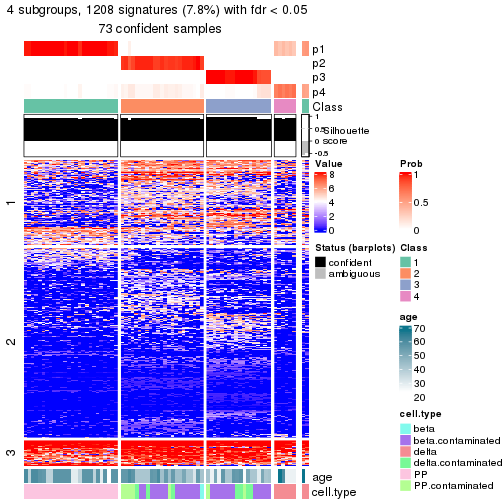 4 subgroups, 1208 signatures (7.8%) with fdr < 0.05
73 confident samples
p1
p2
p3
p4
Class
1
0.5
0
-0.5
Silhouette
score
1
2
3
age
cell.type
Value
8
6
4
2
0
Prob
1
0.5
0
Status (barplots)
confident
ambiguous
Class
1
2
3
4
age
70
60
50
40
30
20
cell.type
beta
beta.contaminated
delta
delta.contaminated
PP
PP.contaminated